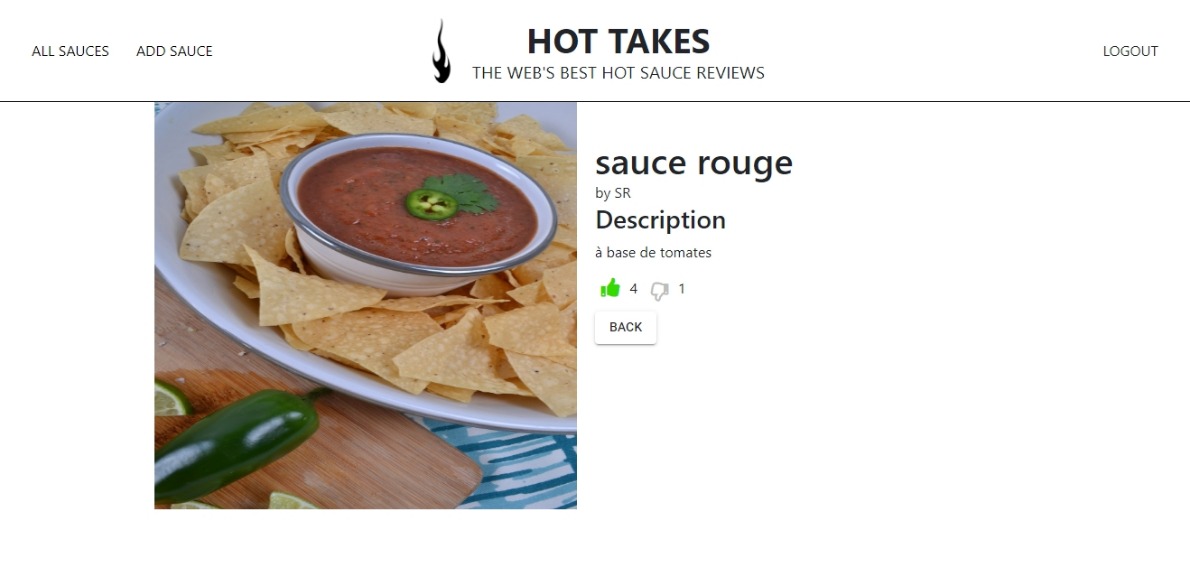 ALL SAUCES
ADD SAUCE
HOT TAKES
THE WEB'S BEST HOT SAUCE REVIEWS
LOGOUT
sauce rouge
by SR
Description
à base de tomates
4
1
BACK